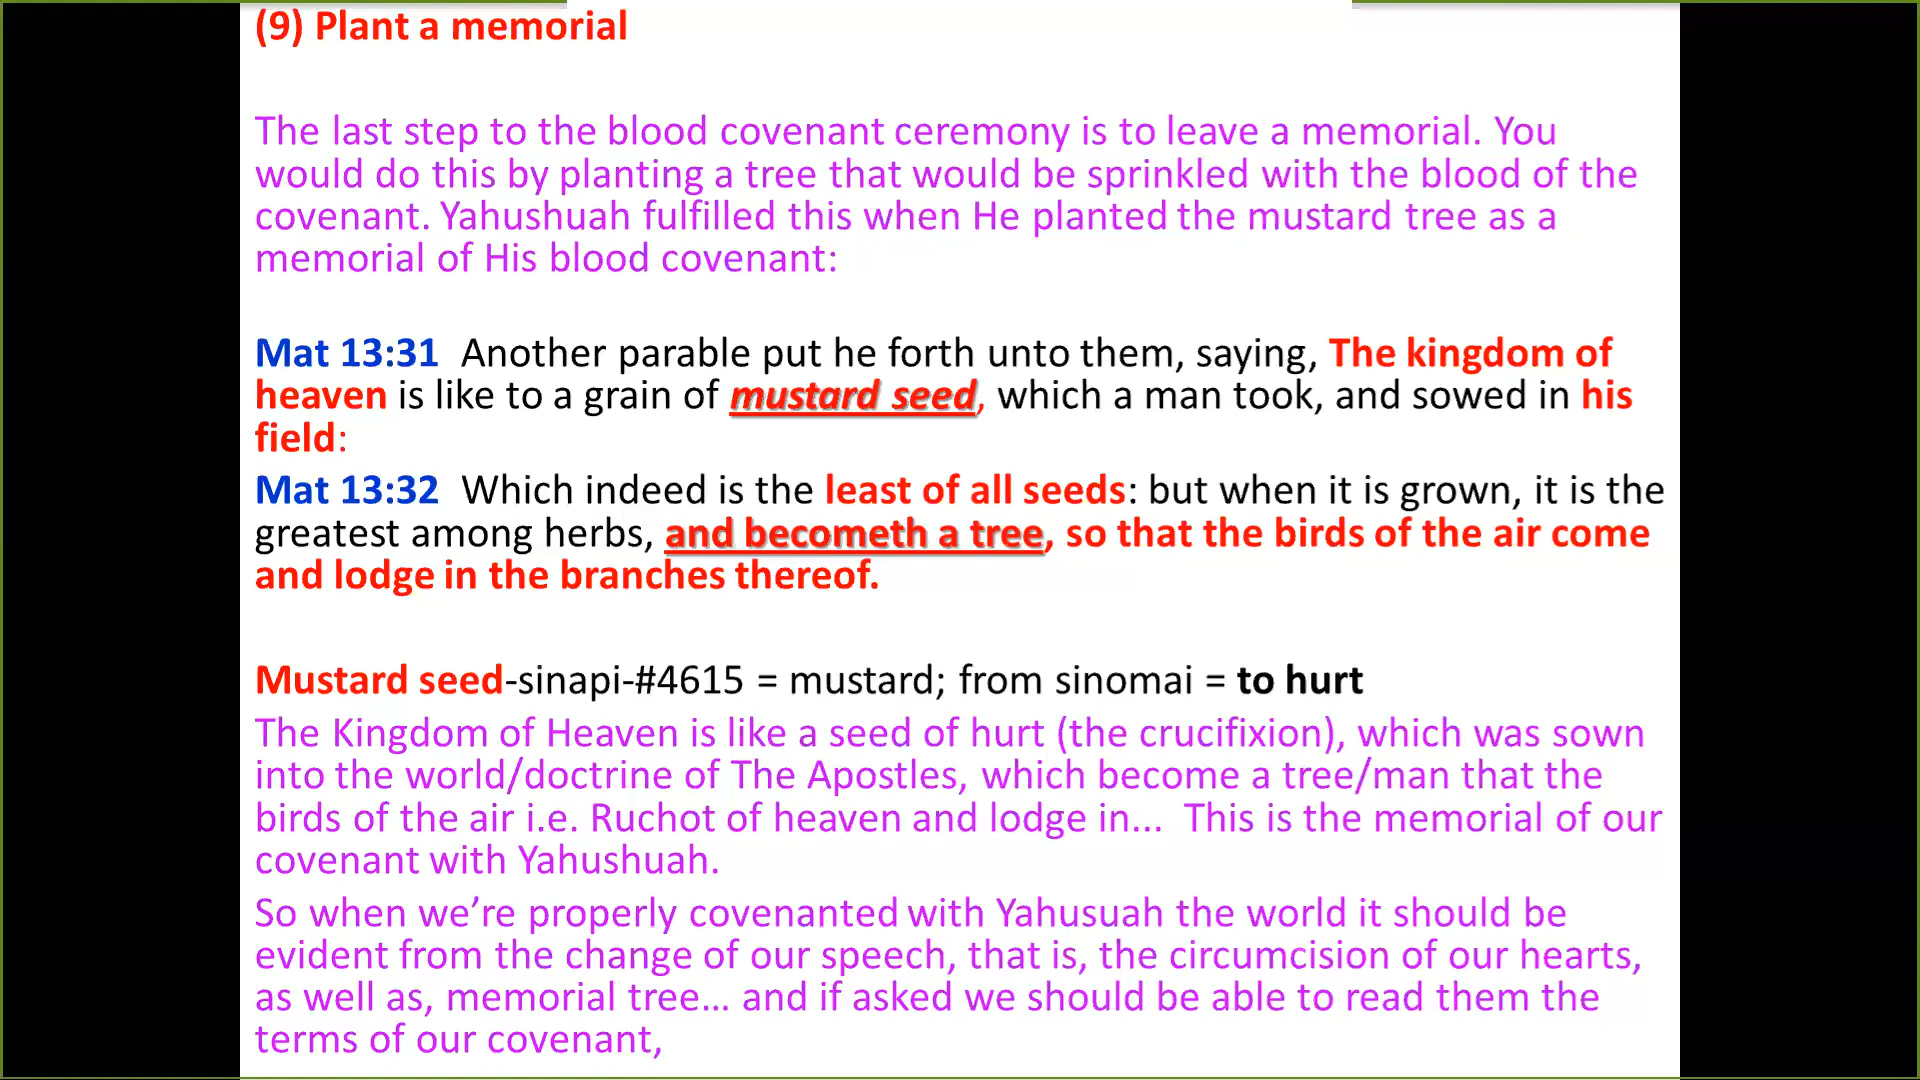 (9) Plant a memorial
The last step to the blood covenant ceremony is to leave a memorial. You
would do this by planting a tree that would be sprinkled with the blood of the
covenant. Yahushuah fulfilled this when He planted the mustard tree as a
memorial of His blood covenant:
Mat 13:31 Another parable put he forth unto them, saying, The kingdom of
heaven is like to a grain of mustard seed, which a man took, and sowed in his
field:
Mat 13:32 Which indeed is the least of all seeds: but when it is grown, it is the
greatest among herbs, and becometh a tree, so that the birds of the air come
and lodge in the branches thereof.
Mustard seed-sinapi-#4615 = mustard; from sinomai = to hurt
The Kingdom of Heaven is like a seed of hurt (the crucifixion), which was sown
into the world/doctrine of The Apostles, which become a tree/man that the
birds of the air i.e. Ruchot of heaven and lodge in... This is the memorial of our
covenant with Yahushuah.
So when we’re properly covenanted with Yahusuah the world it should be
evident from the change of our speech, that is, the circumcision of our hearts,
as well as, memorial tree... and if asked we should be able to read them the
terms of our covenant,